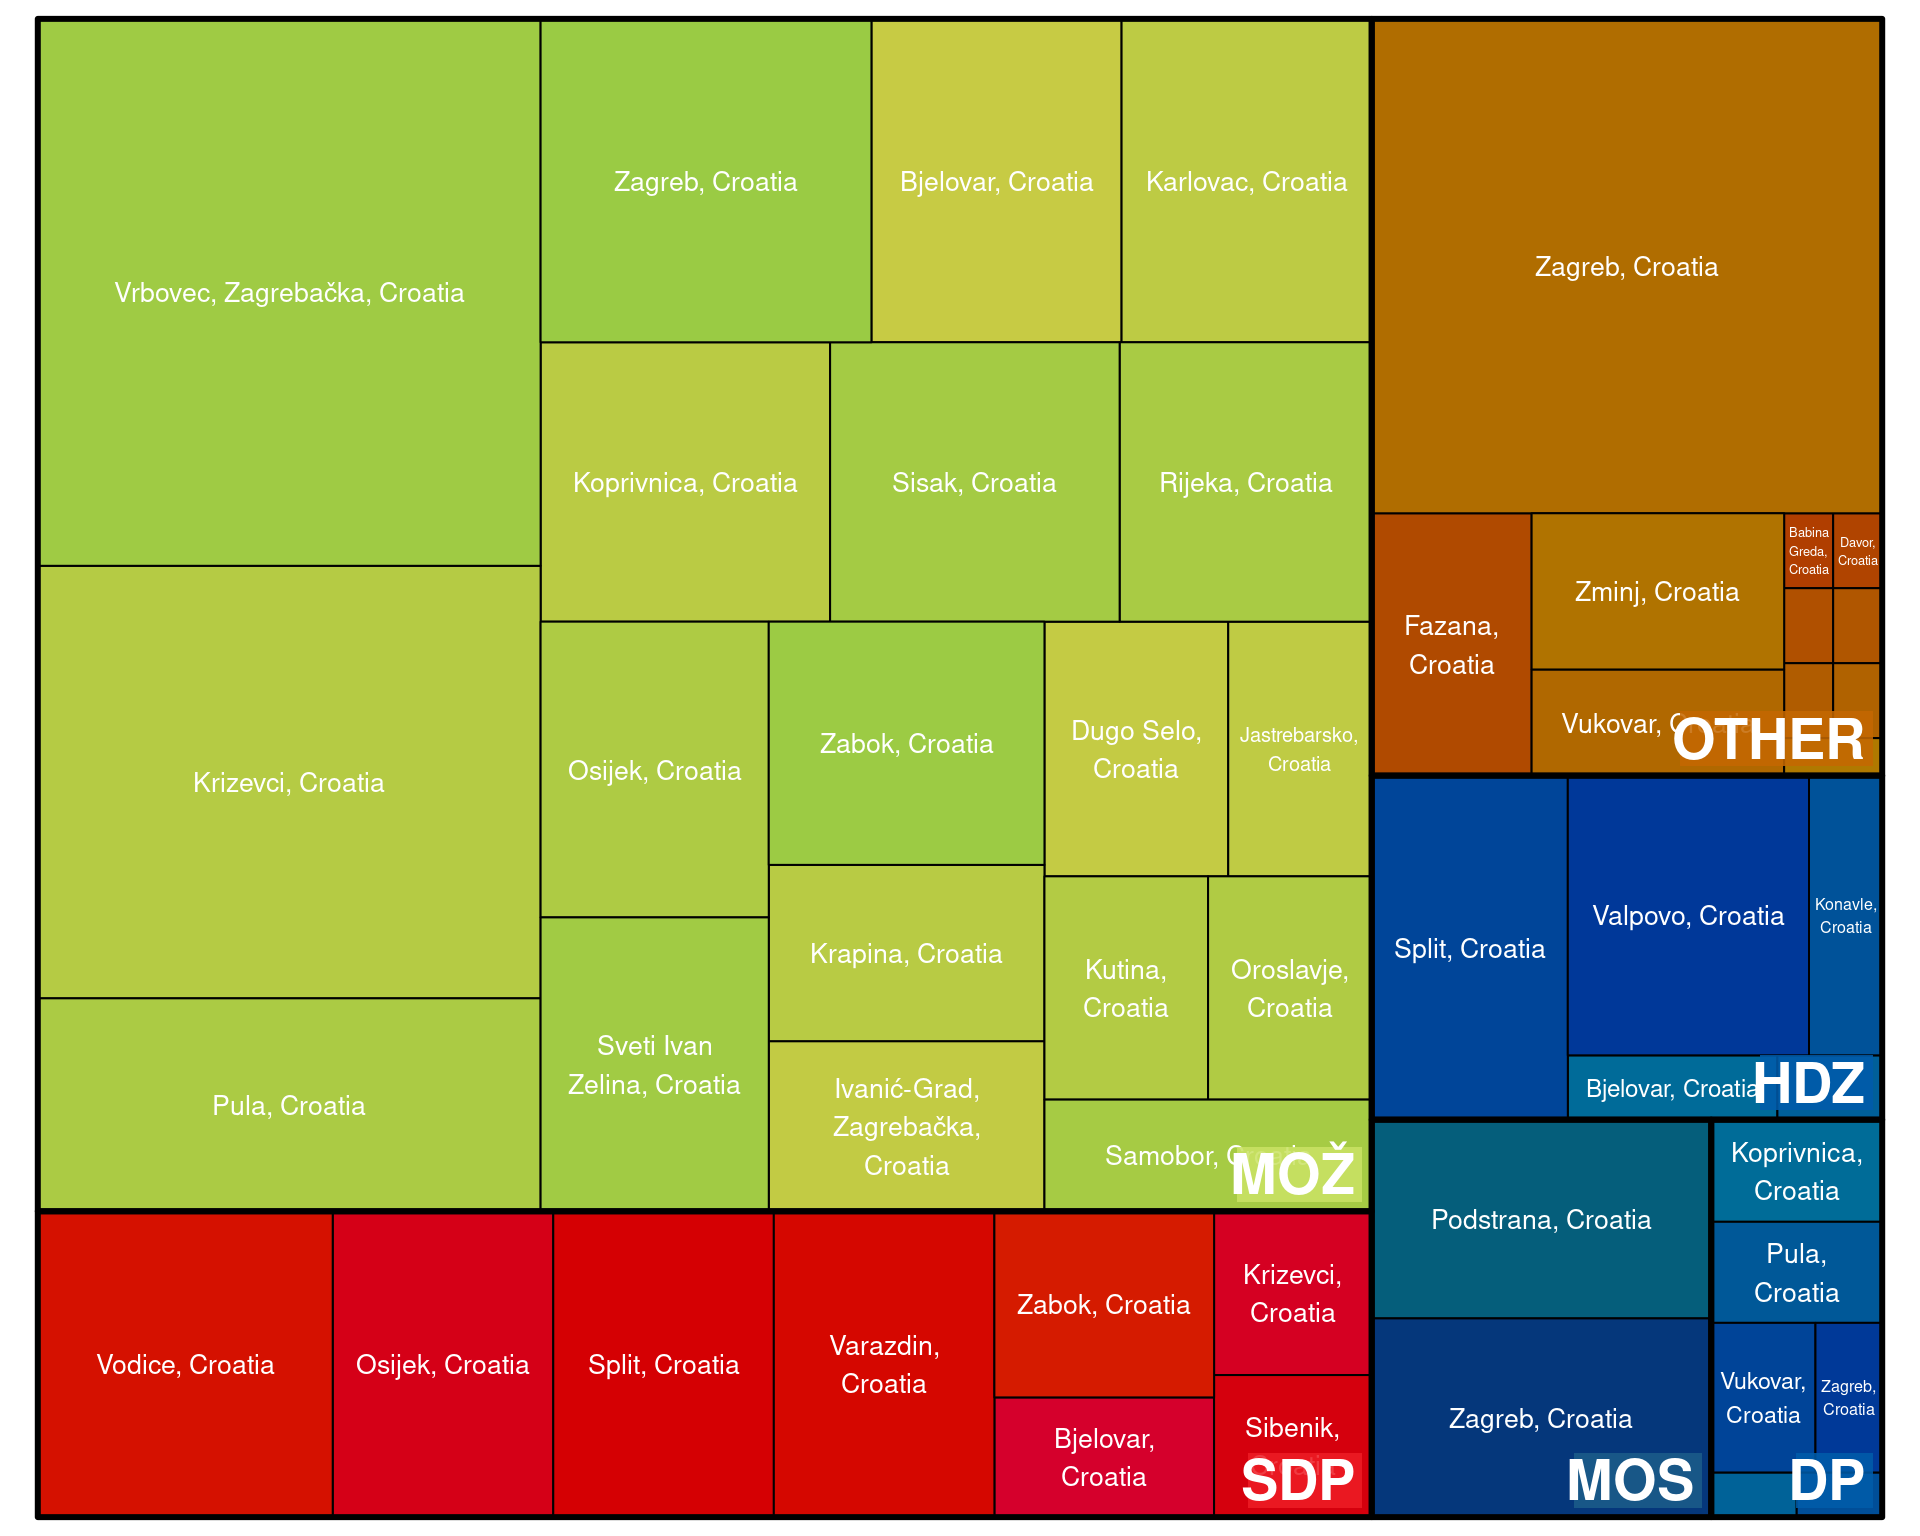 Vrbovec, Zagrebačka, Croatia
Zagreb, Croatia
Bjelovar, Croatia
Karlovac, Croatia
Koprivnica, Croatia
Sisak, Croatia
Rijeka, Croatia
Krizevci, Croatia
Pula, Croatia
Osijek, Croatia
Sveti Ivan
Zelina, Croatia
Zabok, Croatia
Krapina, Croatia
Ivanić-Grad,
Zagrebačka,
Croatia
Dugo Selo,
Croatia
Jastrebarsko,
Croatia
Kutina,
Croatia
Oroslavje,
Croatia
Samobor, Croatia
MOŽ
Vodice, Croatia
Osijek, Croatia
Split, Croatia
Varazdin,
Croatia
Zabok, Croatia
Bjelovar,
Croatia
Krizevci,
Croatia
Sibenik,
SDP
Zagreb, Croatia
Fazana,
Croatia
Zminj, Croatia
Vukovar, Croatia
Babina
Greda,
Croatia
Davor,
Croatia
OTHER
Split, Croatia
Valpovo, Croatia
Konavle,
Croatia
Bjelovar, Croatia
HDZ
Podstrana, Croatia
Zagreb, Croatia
MOS
Koprivnica,
Croatia
Pula,
Croatia
Vukovar,
Croatia
Zagreb,
Croatia
DP